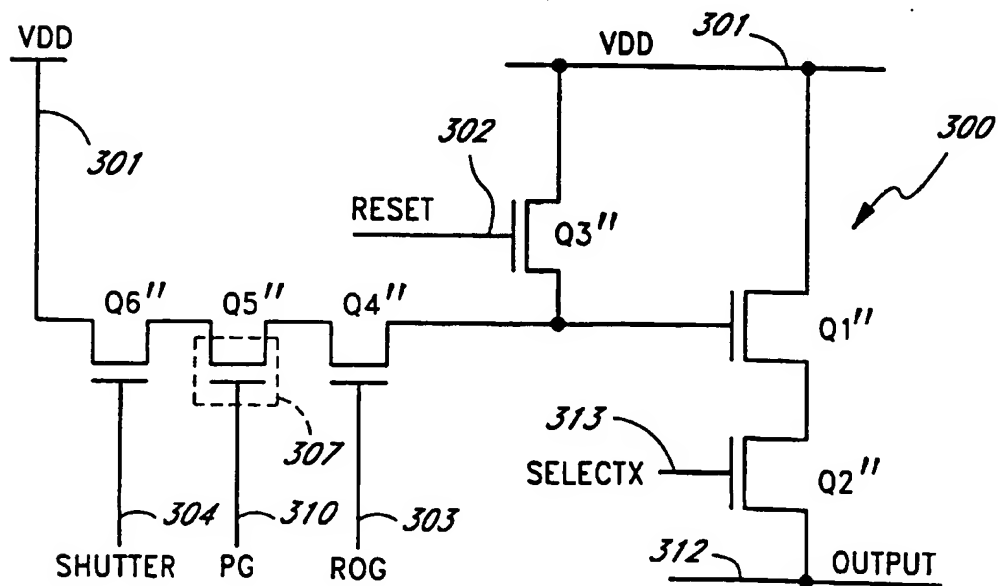 VDD
301
VDD
301
302
300
RESET
Q3"
Q6"
Q5"
Q4"
Q1"
307
313
SELECTX
Q2"
304
310
303
SHUTTER
PG
ROG
312
OUTPUT